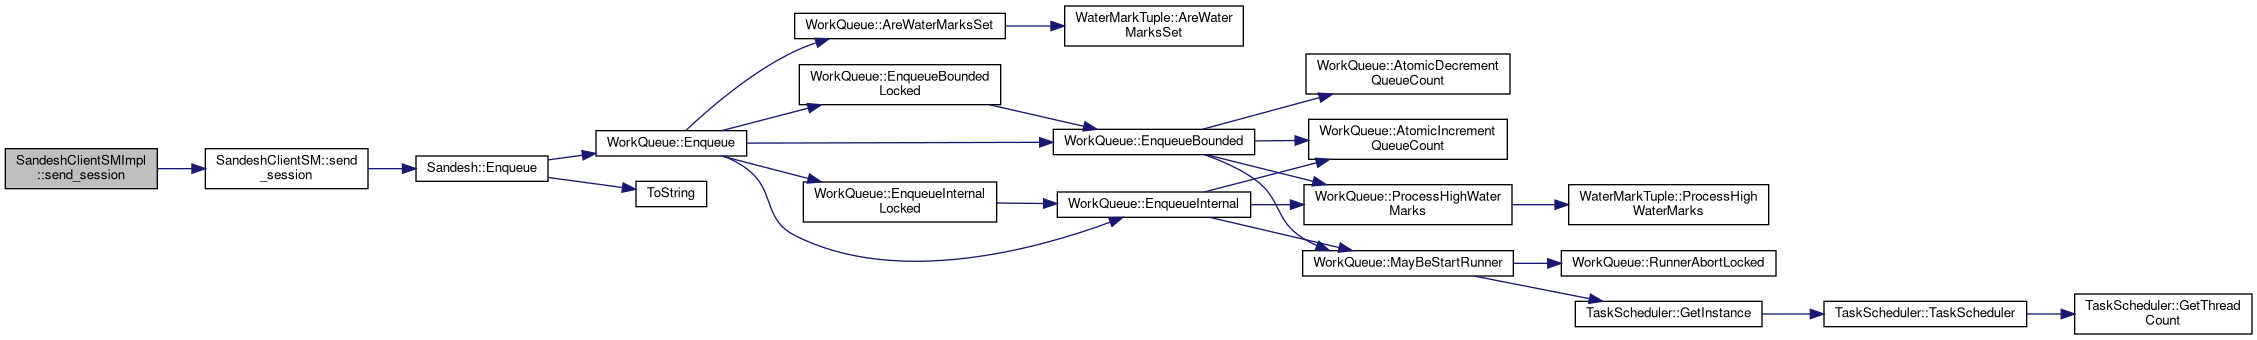 SandeshClientSMImpl
::send_session
SandeshClientSM::send
_session
Sandesh::Enqueue
WorkQueue::Enqueue
ToString
WorkQueue::AreWaterMarksSet
WorkQueue::EnqueueBounded
Locked
WorkQueue::EnqueueInternal
Locked
WaterMarkTuple::AreWater
MarksSet
WorkQueue::EnqueueBounded
WorkQueue::EnqueueInternal
WorkQueue::AtomicDecrement
QueueCount
WorkQueue::AtomicIncrement
QueueCount
WorkQueue::ProcessHighWater
Marks
WorkQueue::MayBeStartRunner
WaterMarkTuple::ProcessHigh
WaterMarks
WorkQueue::RunnerAbortLocked
TaskScheduler::GetInstance
TaskScheduler::TaskScheduler
TaskScheduler::GetThread
Count